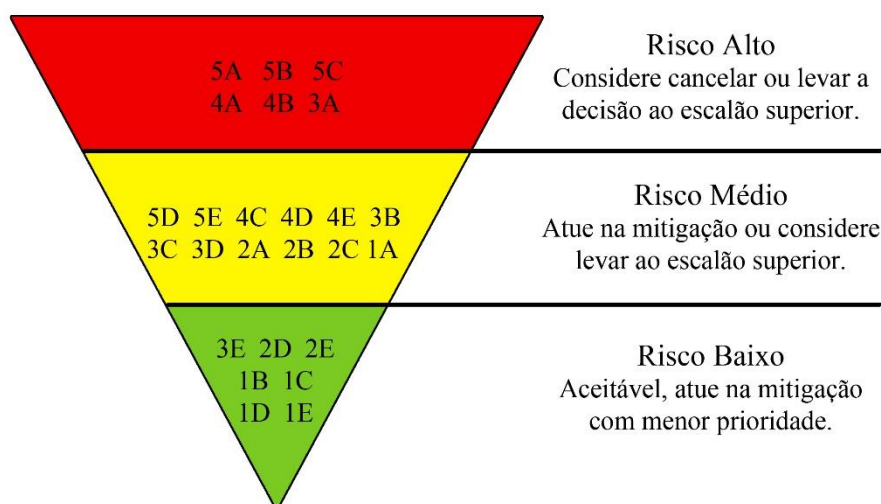 5A 5B 5C
4A 4B 3A
Risco Alto
Considere cancelar ou levar a
decisão ao escalão superior.
5D 5E 4C 4D 4E 3B
3C 3D 2A 2B 2C 1A
Risco Médio
Atue na mitigação ou considere
levar ao escalão superior.
3E 2D 2E
1B 1C
1D 1E
Risco Baixo
Aceitável, atue na mitigação
com menor prioridade.